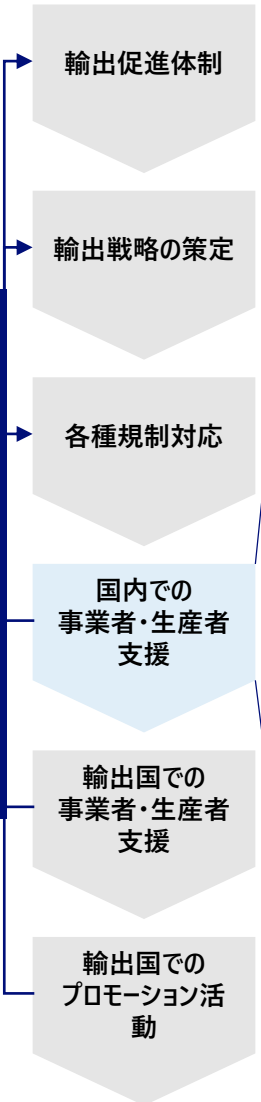 輸出促進体制
輸出戦略の策定
各種規制対応
国内での
事業者・生産者
支援
輸出国での
事業者・生産者
支援
輸出国での
プロモーション活
動